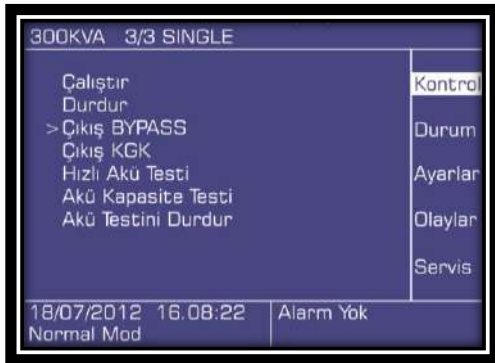 300KVA 3/3 SINGLE
Çalıştır
Durdur
>Çıkış BYPASS
Çıkış KGK
Hızlı Akü Testi
Akü Kapasite Testi
Akü Testini Durdur
Kontrol
Durum
Ayarlar
Olaylar
Servis
18/07/2012 16.08:22
Normal Mod
Alarm Yok